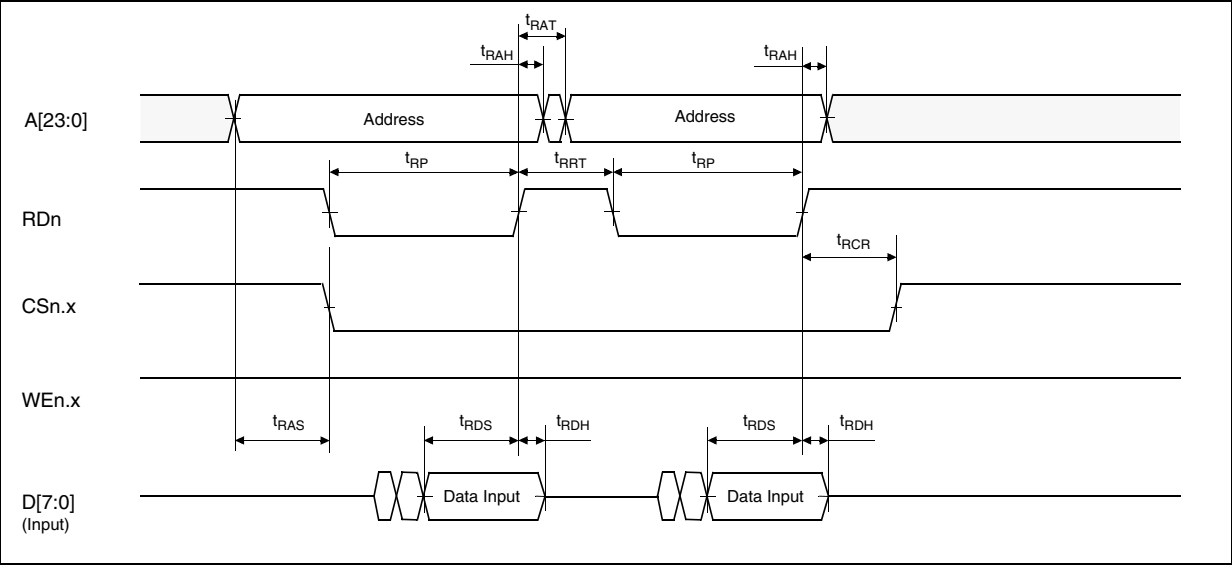 tRAT
tRAH tRAH
A[23:0] Address Address
tRP tRRT tRP
RDn
tRCR
CSn.x
WEn.x
tRAS tRDS tRDH tRDS tRDH
D[7:0] Data Input Data Input
(Input)